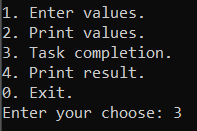 1. Enter values.
2. Print values.
3. Task completion.
4. Print result.
0. Exit.
Enter your choose: 3